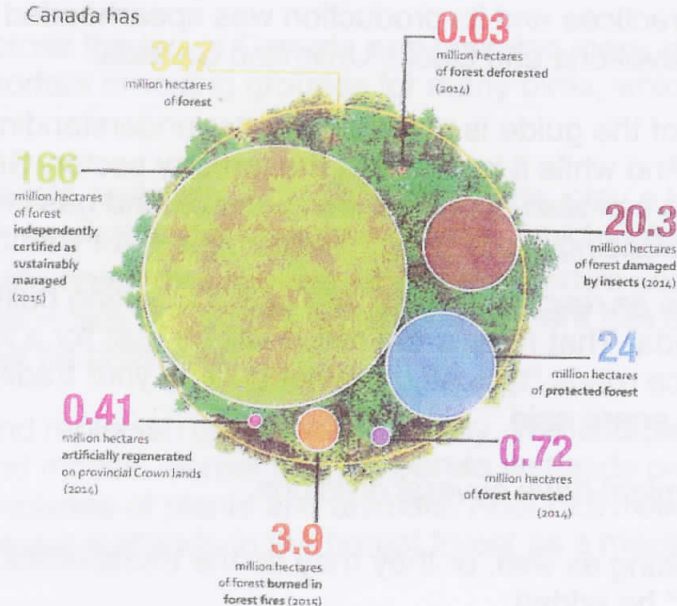 Canada has
347
million hectares
of forest
0.03
million hectares
of forest deforested
(2014)
166
million hectares
of forest
independently
certified as
sustainably
managed
(2015)
20.3
million hectares
of forest damaged
by insects (2014)
24
million hectares
of protected forest
0.41
million hectares
artificially regenerated
on provincial Crown lands
(2014)
0.72
million hectares
of forest harvested
(2014)
3.9
million hectares
of forest burned in
forest fires (2015)